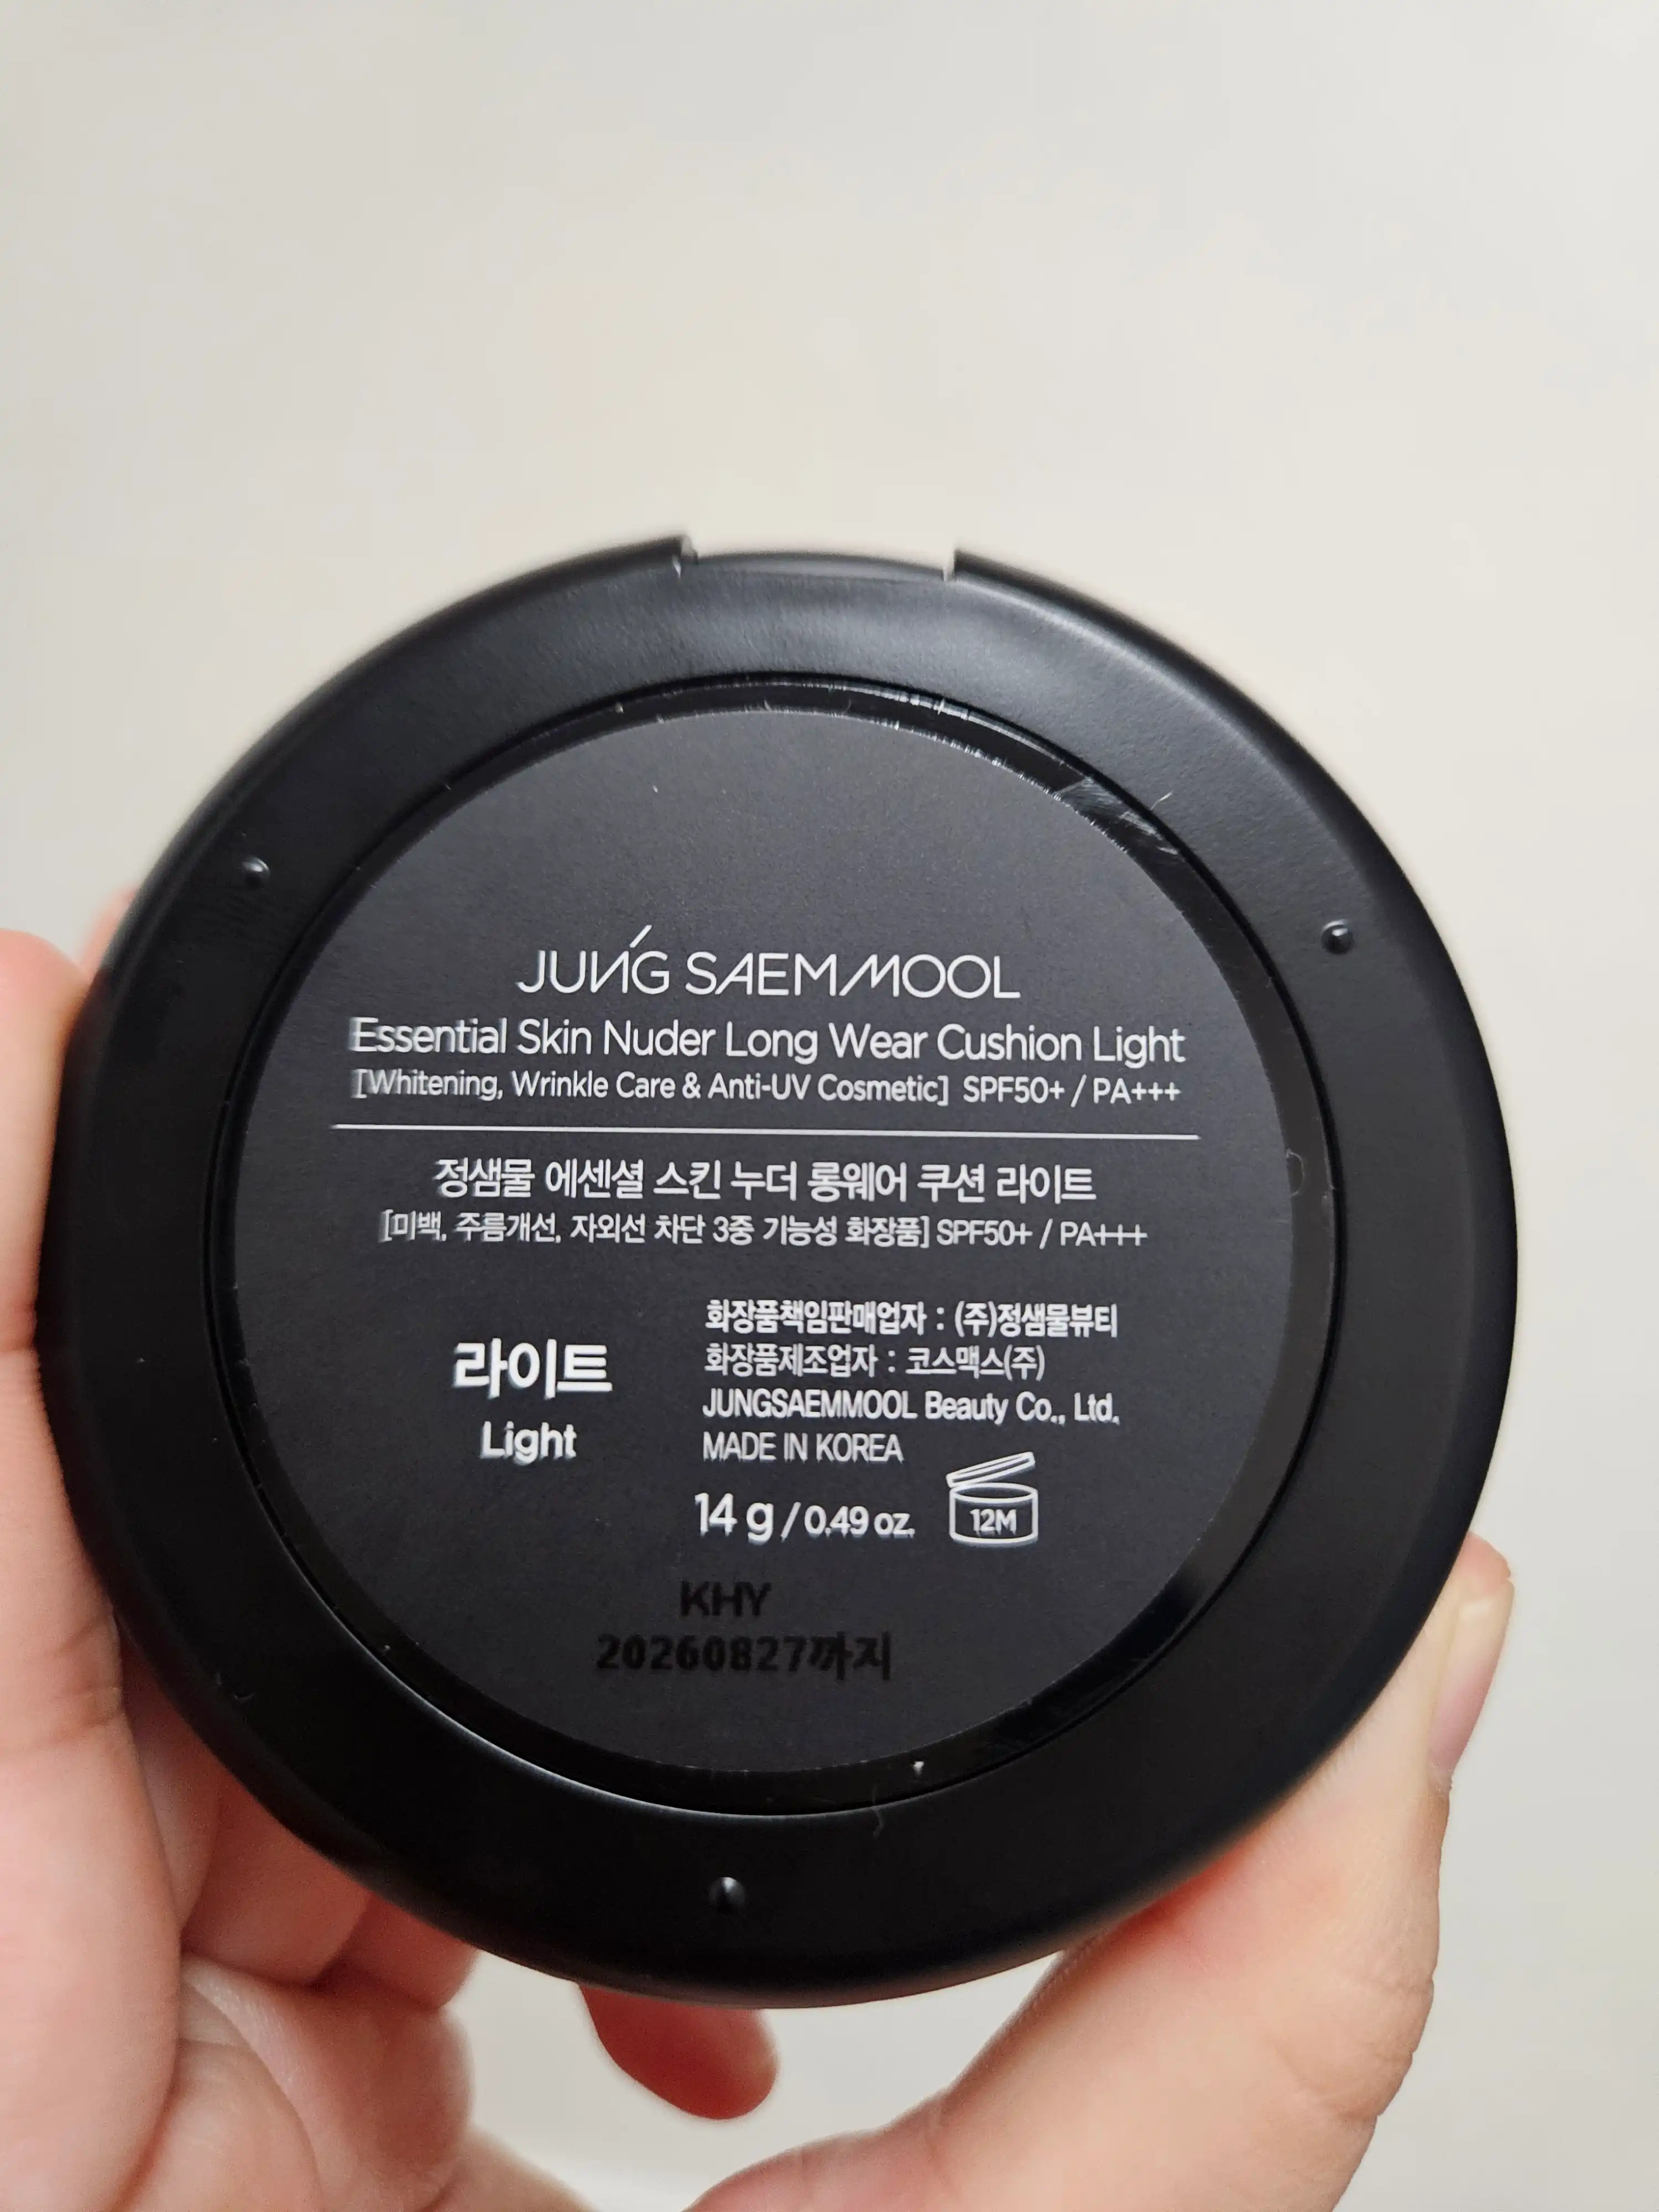 JUNG SAEMMOOL
Essential Skin Nuder Long Wear Cushion Light
[Whitening, Wrinkle Care & Anti-UV Cosmetic] SPF50+ / PA+++
정샘물 에센셜 스킨 누더 롱웨어 쿠션 라이트
[미백, 주름개선, 자외선 차단 3중 기능성 화장품] SPF50+ / PA+++
라이트
Light
화장품책임판매업자 : (주)정샘물뷰티
화장품제조업자 : 코스맥스(주)
JUNGSAEMMOOL Beauty Co., Ltd.
MADE IN KOREA
14 g / 0.49 oz.
12M
KHY
20260827까지